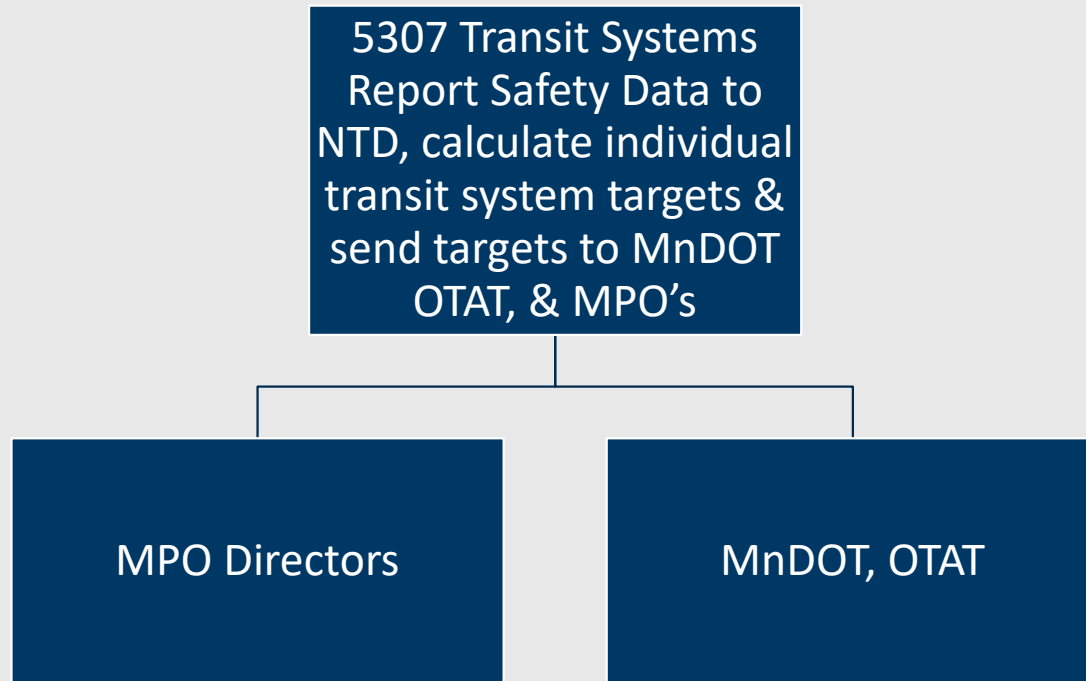 5307 Transit Systems
Report Safety Data to
NTD, calculate individual
transit system targets &
send targets to MnDOT
OTAT, & MPO’s
MPO Directors
MnDOT, OTAT